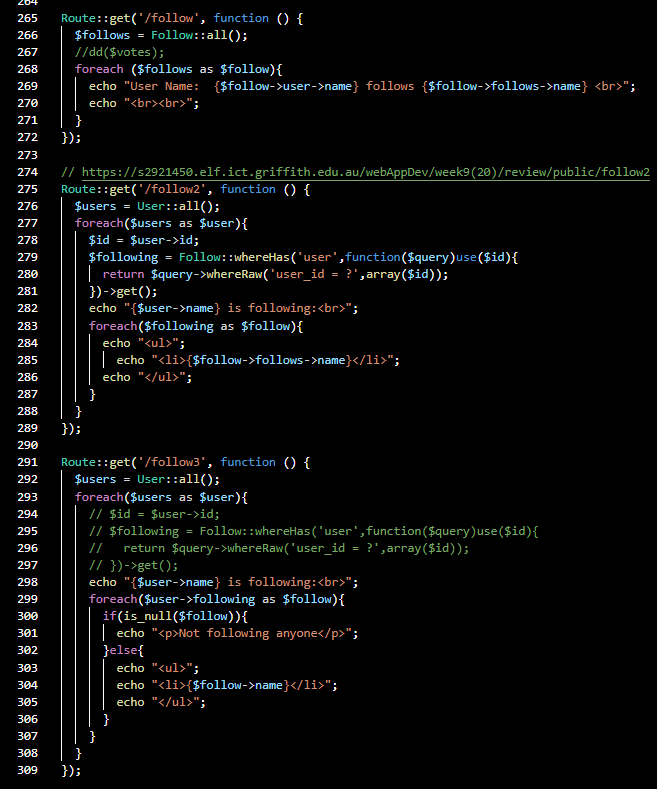 264
265 Route::get('/follow', function () {
266 $follows = Follow::all();
267 //dd($votes);
268 foreach ($follows as $follow){
269 echo "User Name:  {$follow->user->name} follows {$follow->follows->name} <br>";
270 echo "<br><br>";
271 }
272 });
273
274 // https://s2921450.elf.ict.griffith.edu.au/webAppDev/week9(20)/review/public/follow2
275 Route::get('/follow2', function () {
276 $users = User::all();
277 foreach($users as $user){
278 $id = $user->id;
279 $following = Follow::whereHas('user',function($query)use($id){
280 return $query->whereRaw('user_id = ?',array($id));
281 })->get();
282 echo "{$user->name} is following:<br>";
283 foreach($following as $follow){
284 echo "<ul>";
285 echo "<li>{$follow->follows->name}</li>";
286 echo "</ul>";
287 }
288 }
289 });
290
291 Route::get('/follow3', function () {
292 $users = User::all();
293 foreach($users as $user){
294 // $id = $user->id;
295 // $following = Follow::whereHas('user',function($query)use($id){
296 //   return $query->whereRaw('user_id = ?',array($id));
297 // })->get();
298 echo "{$user->name} is following:<br>";
299 foreach($user->following as $follow){
300 if(is_null($follow)){
301 echo "<p>Not following anyone</p>";
302 }else{
303 echo "<ul>";
304 echo "<li>{$follow->name}</li>";
305 echo "</ul>";
306 }
307 }
308 }
309 });